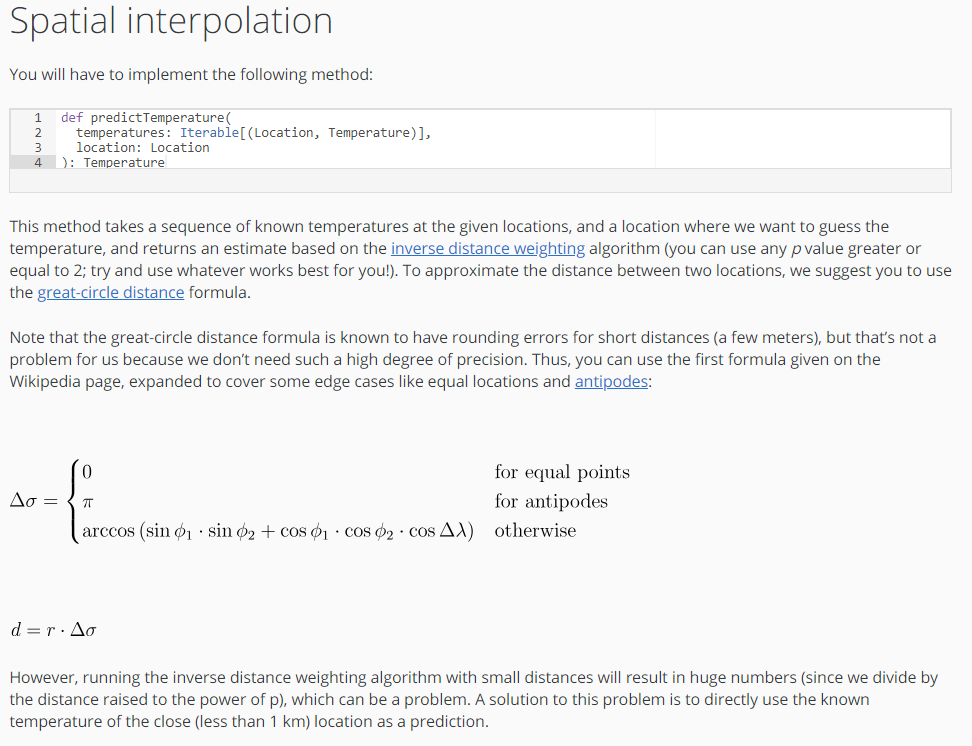 Spatial interpolation
You will have to implement the following method:
1 def predictTemperature(
2 temperatures: Iterable[(Location, Temperature)],
3 location: Location
4 ): Temperature
This method takes a sequence of known temperatures at the given locations, and a location where we want to guess the
temperature, and returns an estimate based on the inverse distance weighting algorithm (you can use any p value greater or
equal to 2; try and use whatever works best for you!). To approximate the distance between two locations, we suggest you to use
the great-circle distance formula.
Note that the great-circle distance formula is known to have rounding errors for short distances (a few meters), but that's not a
problem for us because we don't need such a high degree of precision. Thus, you can use the first formula given on the
Wikipedia page, expanded to cover some edge cases like equal locations and antipodes:
0 for equal points
Δσ = { π for antipodes
arccos (sin ϕ₁ · sin ϕ₂ + cos ϕ₁ · cos ϕ₂ · cos Δλ) otherwise
d = r · Δσ
However, running the inverse distance weighting algorithm with small distances will result in huge numbers (since we divide by
the distance raised to the power of p), which can be a problem. A solution to this problem is to directly use the known
temperature of the close (less than 1 km) location as a prediction.